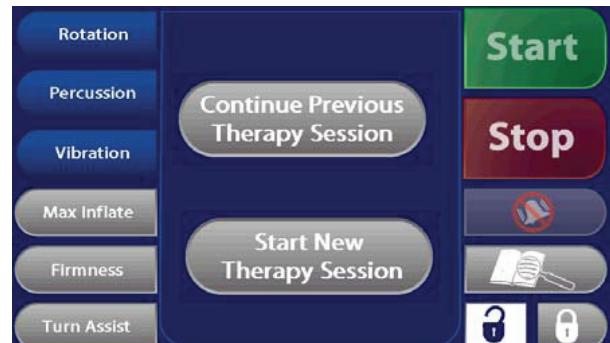 Rotation
Percussion
Vibration
Max Inflate
Firmness
Turn Assist
Continue Previous
Therapy Session
Start New
Therapy Session
Start
Stop